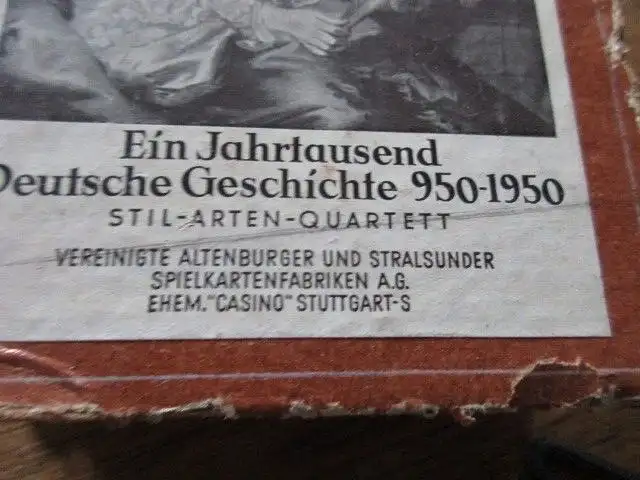 Ein Jahrtausend
Deutsche Geschichte 950-1950
STIL-ARTEN-QUARTETT
VEREINIGTE ALTENBURGER UND STRALSUNDER
SPIELKARTENFABRIKEN A.G.
EHEM. "CASINO" STUTTGART-S